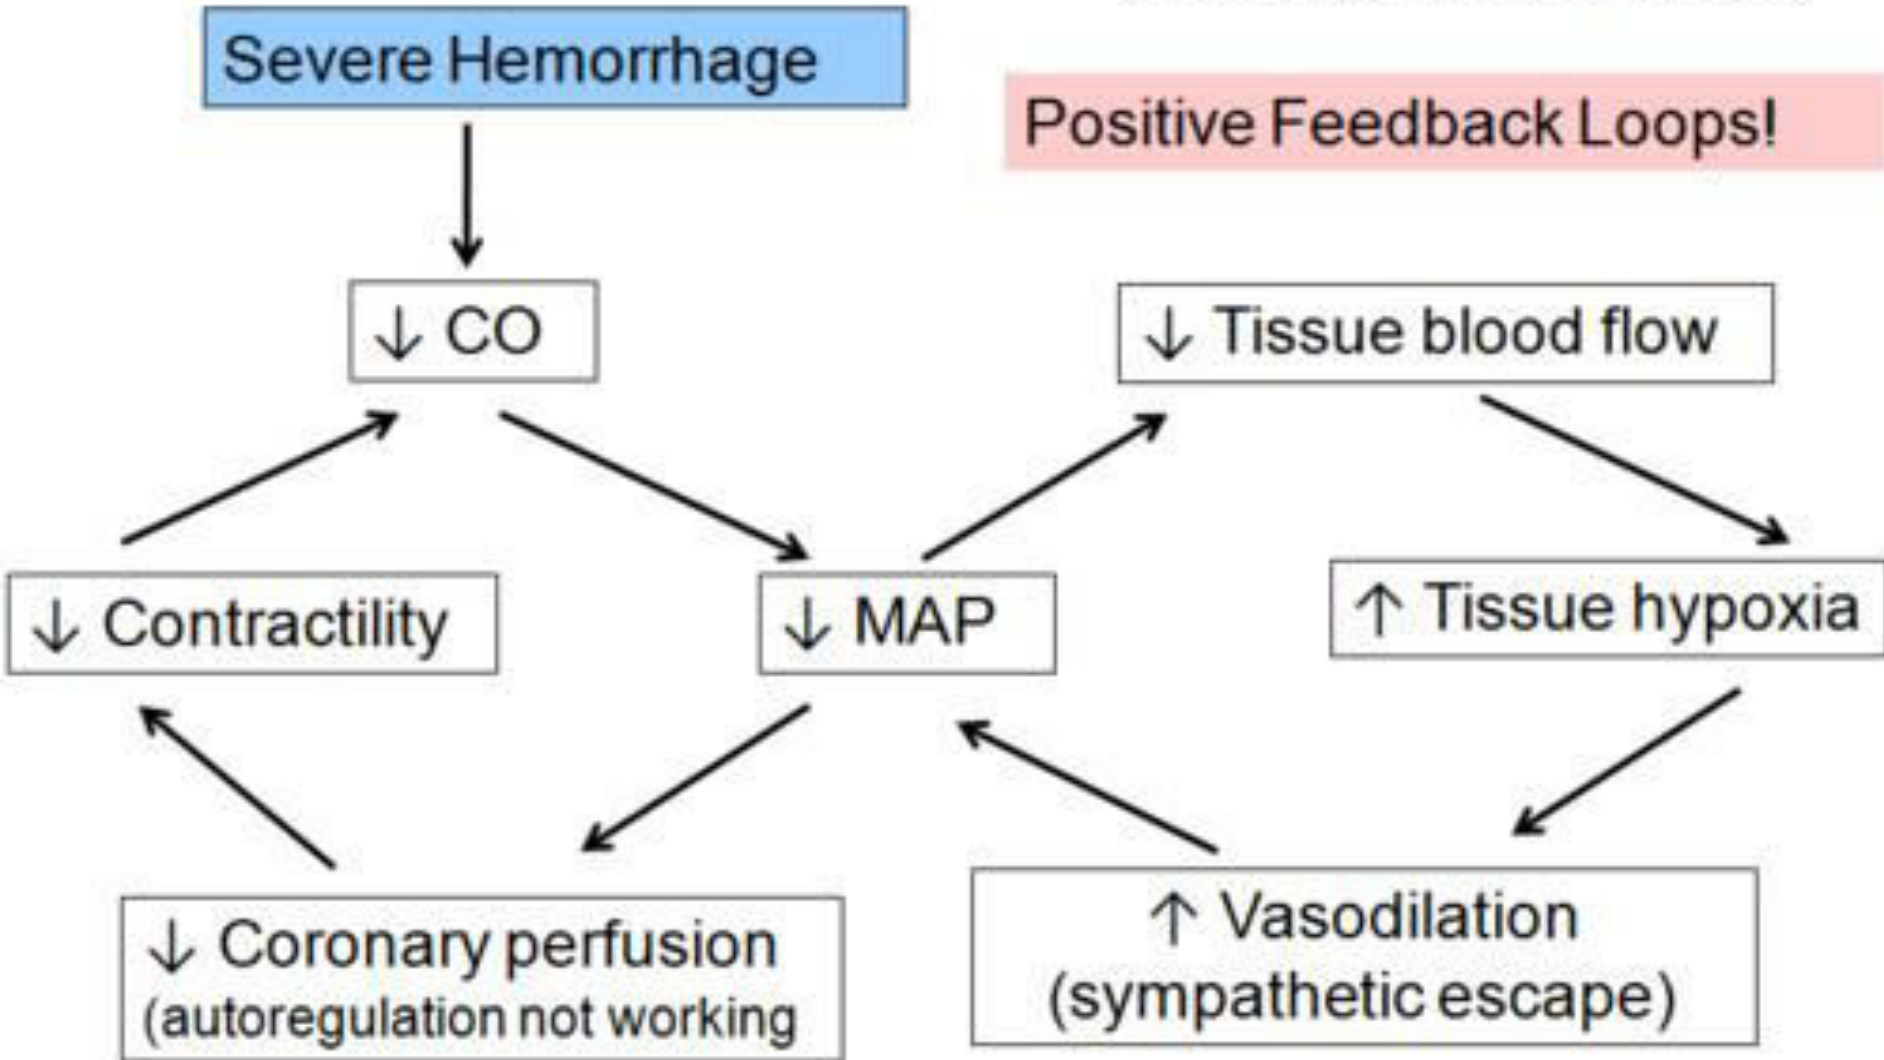 Severe Hemorrhage
Positive Feedback Loops!
↓ CO
↓ Tissue blood flow
↓ Contractility
↓ MAP
↑ Tissue hypoxia
↓ Coronary perfusion
(autoregulation not working
↑ Vasodilation
(sympathetic escape)